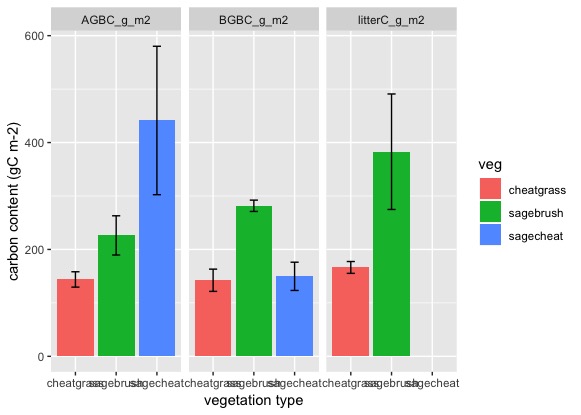 AGBC_g_m2 BGBC_g_m2 litterC_g_m2
600
400
200
0
carbon content (gC m-2)
cheatgrass sagebrush sagecheat cheatgrass sagebrush sagecheat cheatgrass sagebrush sagecheat
vegetation type
veg
cheatgrass
sagebrush
sagecheat